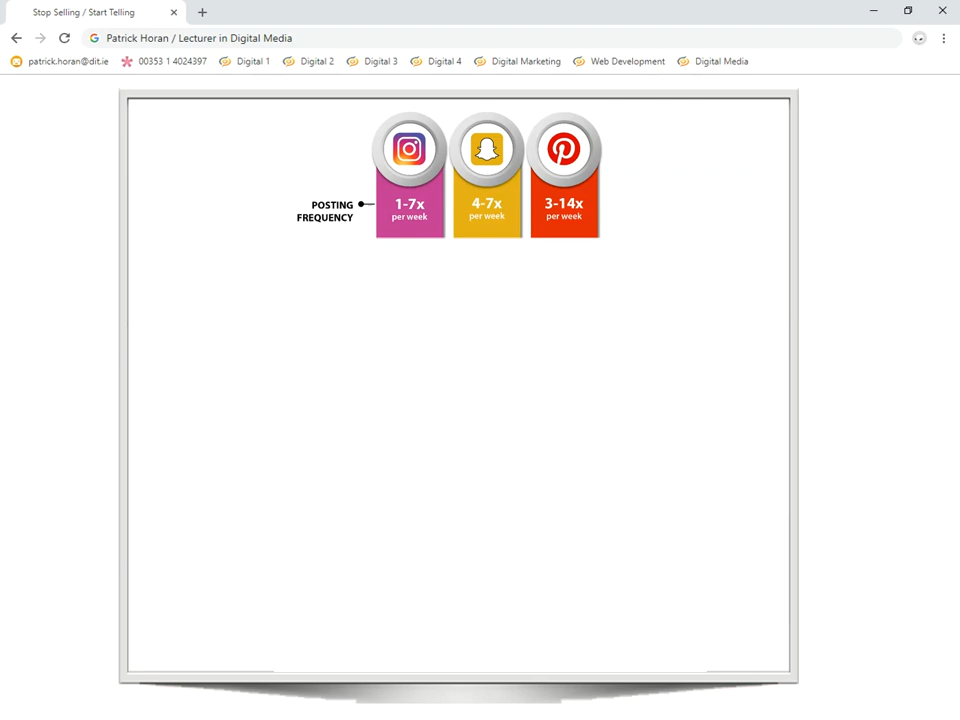 Stop Selling / Start Telling
Patrick Horan / Lecturer in Digital Media
patrick.horan@dit.ie 00353 1 4024397 Digital 1 Digital 2 Digital 3 Digital 4 Digital Marketing Web Development Digital Media
POSTING FREQUENCY
1-7x
per week
4-7x
per week
3-14x
per week